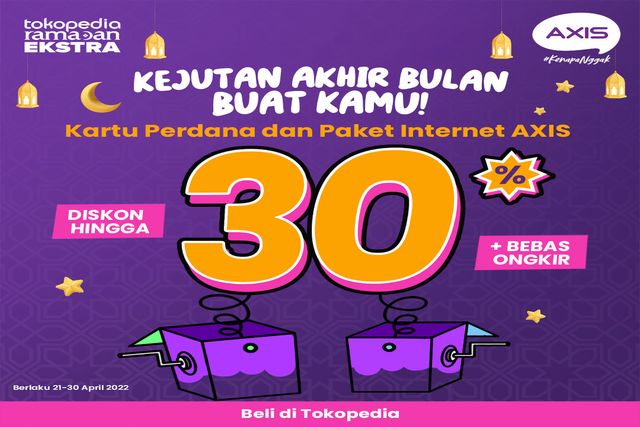 tokopedia
ramadan
EKSTRA
AXIS
#KenapaNggak
KEJUTAN AKHIR BULAN
BUAT KAMU!
Kartu Perdana dan Paket Internet AXIS
DISKON
HINGGA
30%
+ BEBAS
ONGKIR
Berlaku 21-30 April 2022
Beli di Tokopedia